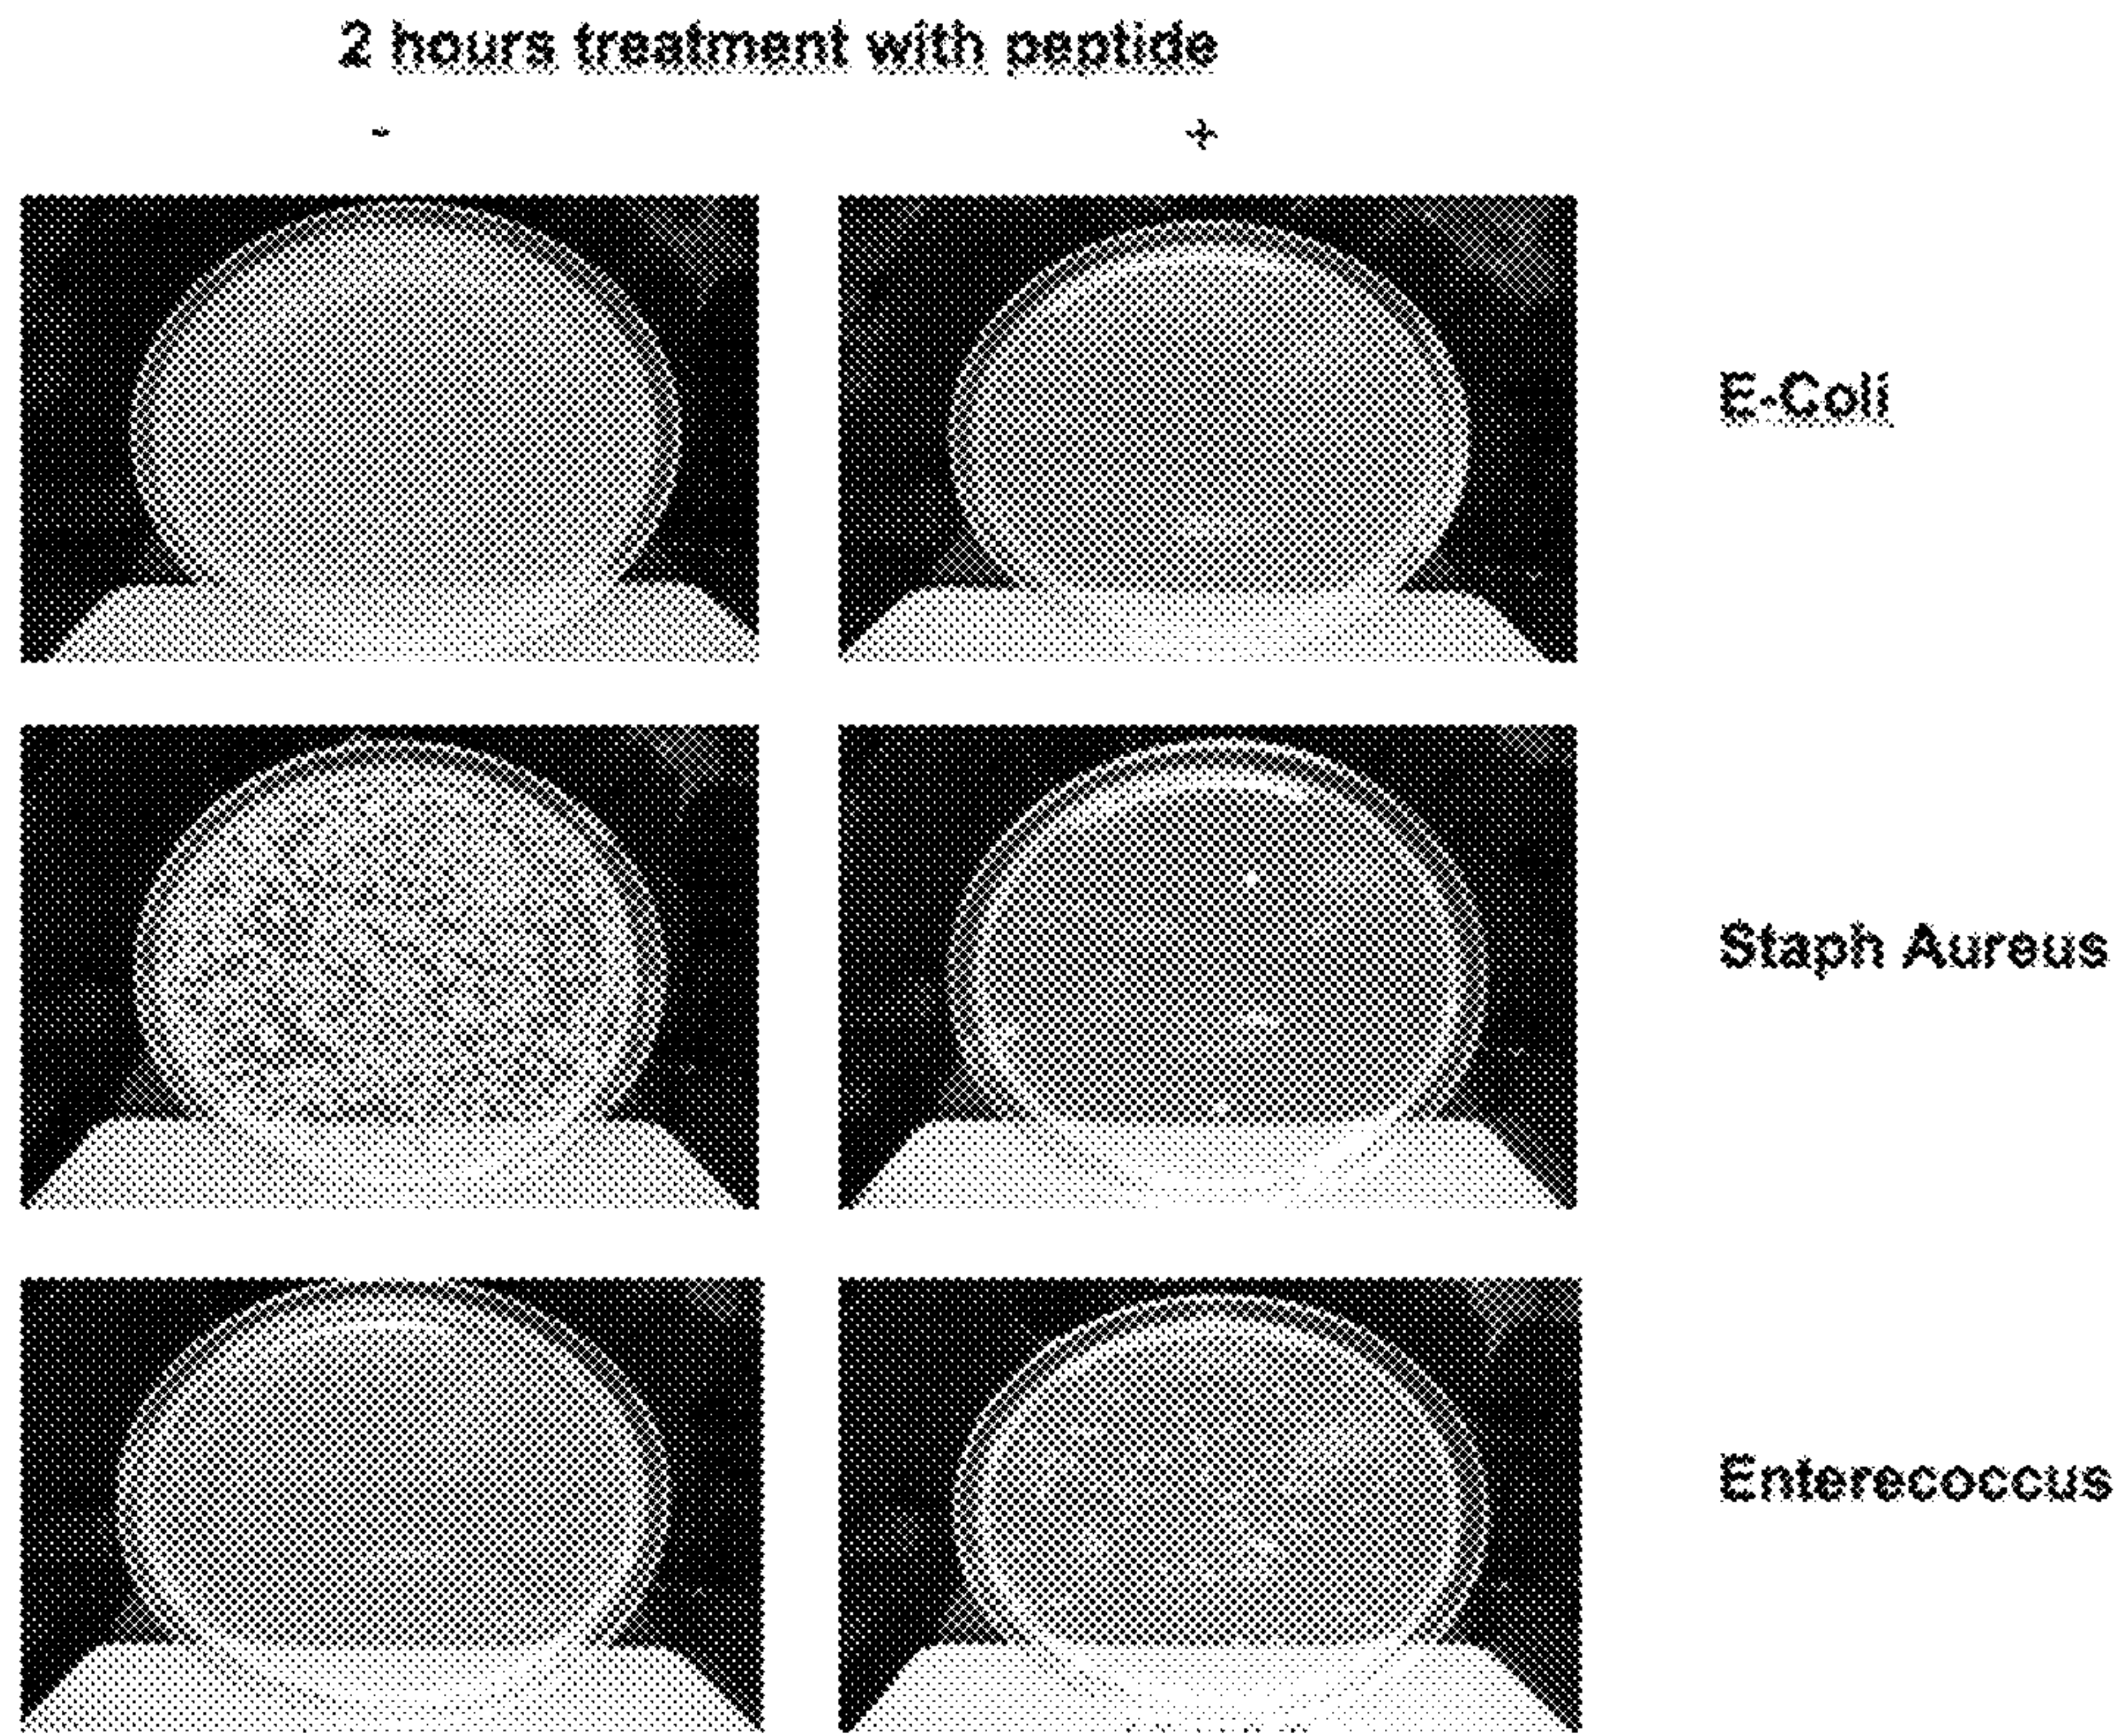 2 hours treatment with peptide
- +
E-Coli
Staph Aureus
Enterecoccus